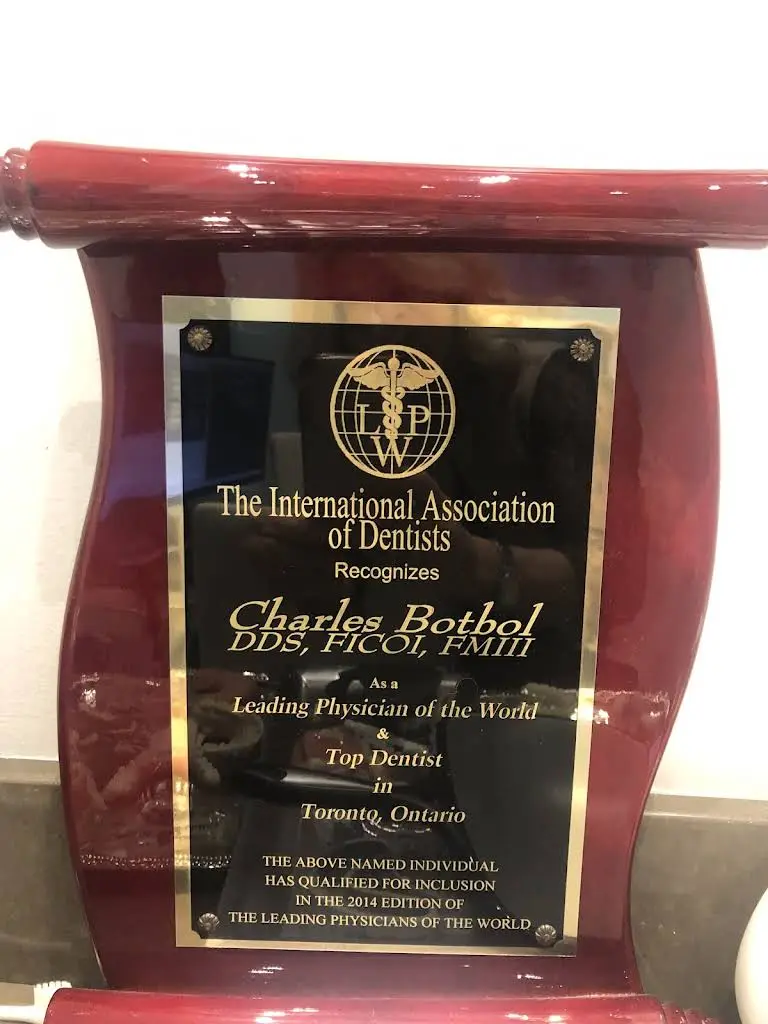 L P
W
The International Association
of Dentists
Recognizes
Charles Botbol
DDS, FICOI, FMIII
As a
Leading Physician of the World
&
Top Dentist
in
Toronto, Ontario
THE ABOVE NAMED INDIVIDUAL
HAS QUALIFIED FOR INCLUSION
IN THE 2014 EDITION OF
THE LEADING PHYSICIANS OF THE WORLD